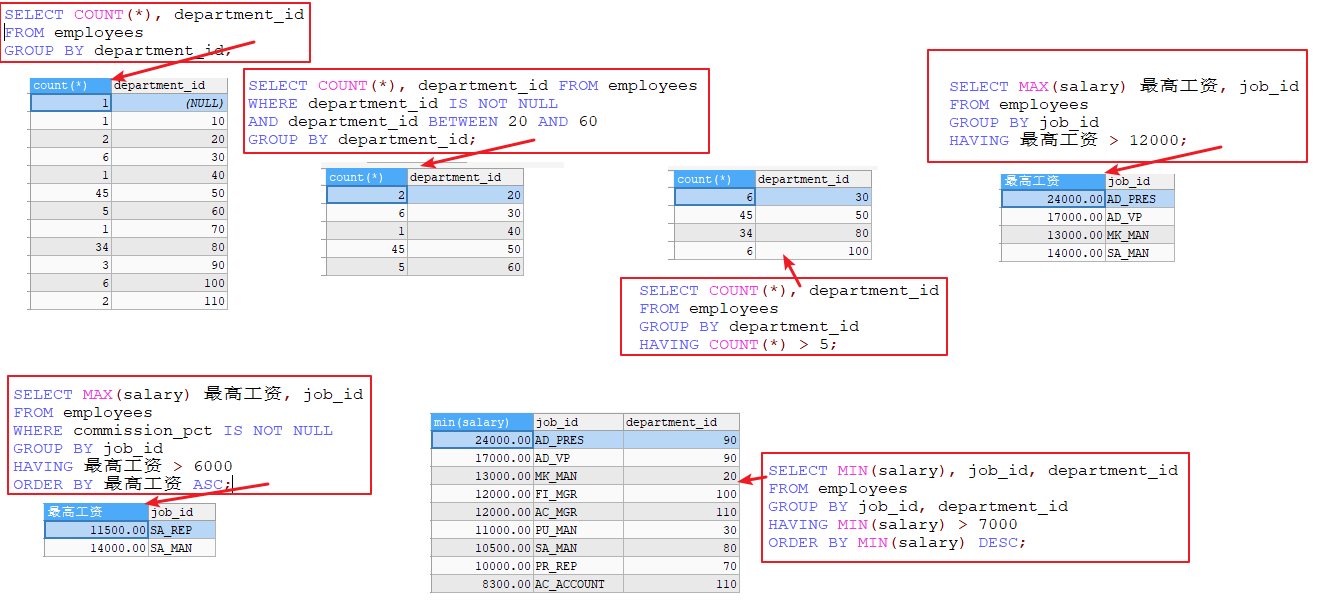 SELECT COUNT(*), department_id
FROM employees
GROUP BY department_id;
count(*) department_id
1 (NULL)
1 10
2 20
6 30
1 40
45 50
5 60
1 70
34 80
3 90
6 100
2 110
SELECT COUNT(*), department_id FROM employees
WHERE department_id IS NOT NULL
AND department_id BETWEEN 20 AND 60
GROUP BY department_id;
count(*) department_id
2 20
6 30
1 40
45 50
5 60
count(*) department_id
6 30
45 50
34 80
6 100
SELECT COUNT(*), department_id
FROM employees
GROUP BY department_id
HAVING COUNT(*) > 5;
SELECT MAX(salary) 最高工资, job_id
FROM employees
GROUP BY job_id
HAVING 最高工资 > 12000;
最高工资 job_id
24000.00 AD_PRES
17000.00 AD_VP
13000.00 MK_MAN
14000.00 SA_MAN
SELECT MAX(salary) 最高工资, job_id
FROM employees
WHERE commission_pct IS NOT NULL
GROUP BY job_id
HAVING 最高工资 > 6000
ORDER BY 最高工资 ASC;
最高工资 job_id
11500.00 SA_REP
14000.00 SA_MAN
min(salary) job_id department_id
24000.00 AD_PRES 90
17000.00 AD_VP 90
13000.00 MK_MAN 20
12000.00 FI_MGR 100
12000.00 AC_MGR 110
11000.00 PU_MAN 30
10500.00 SA_MAN 80
10000.00 PR_REP 70
8300.00 AC_ACCOUNT 110
SELECT MIN(salary), job_id, department_id
FROM employees
GROUP BY job_id, department_id
HAVING MIN(salary) > 7000
ORDER BY MIN(salary) DESC;